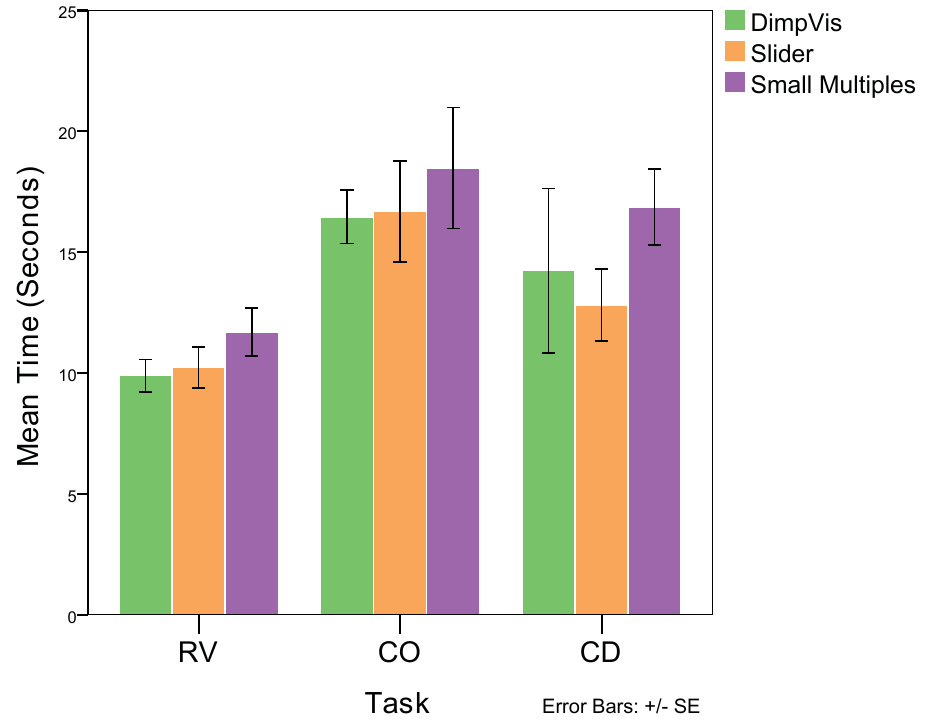 DimpVis
Slider
Small Multiples
Mean Time (Seconds)
25
20
15
10
5
0
RV
CO
CD
Task
Error Bars: +/- SE